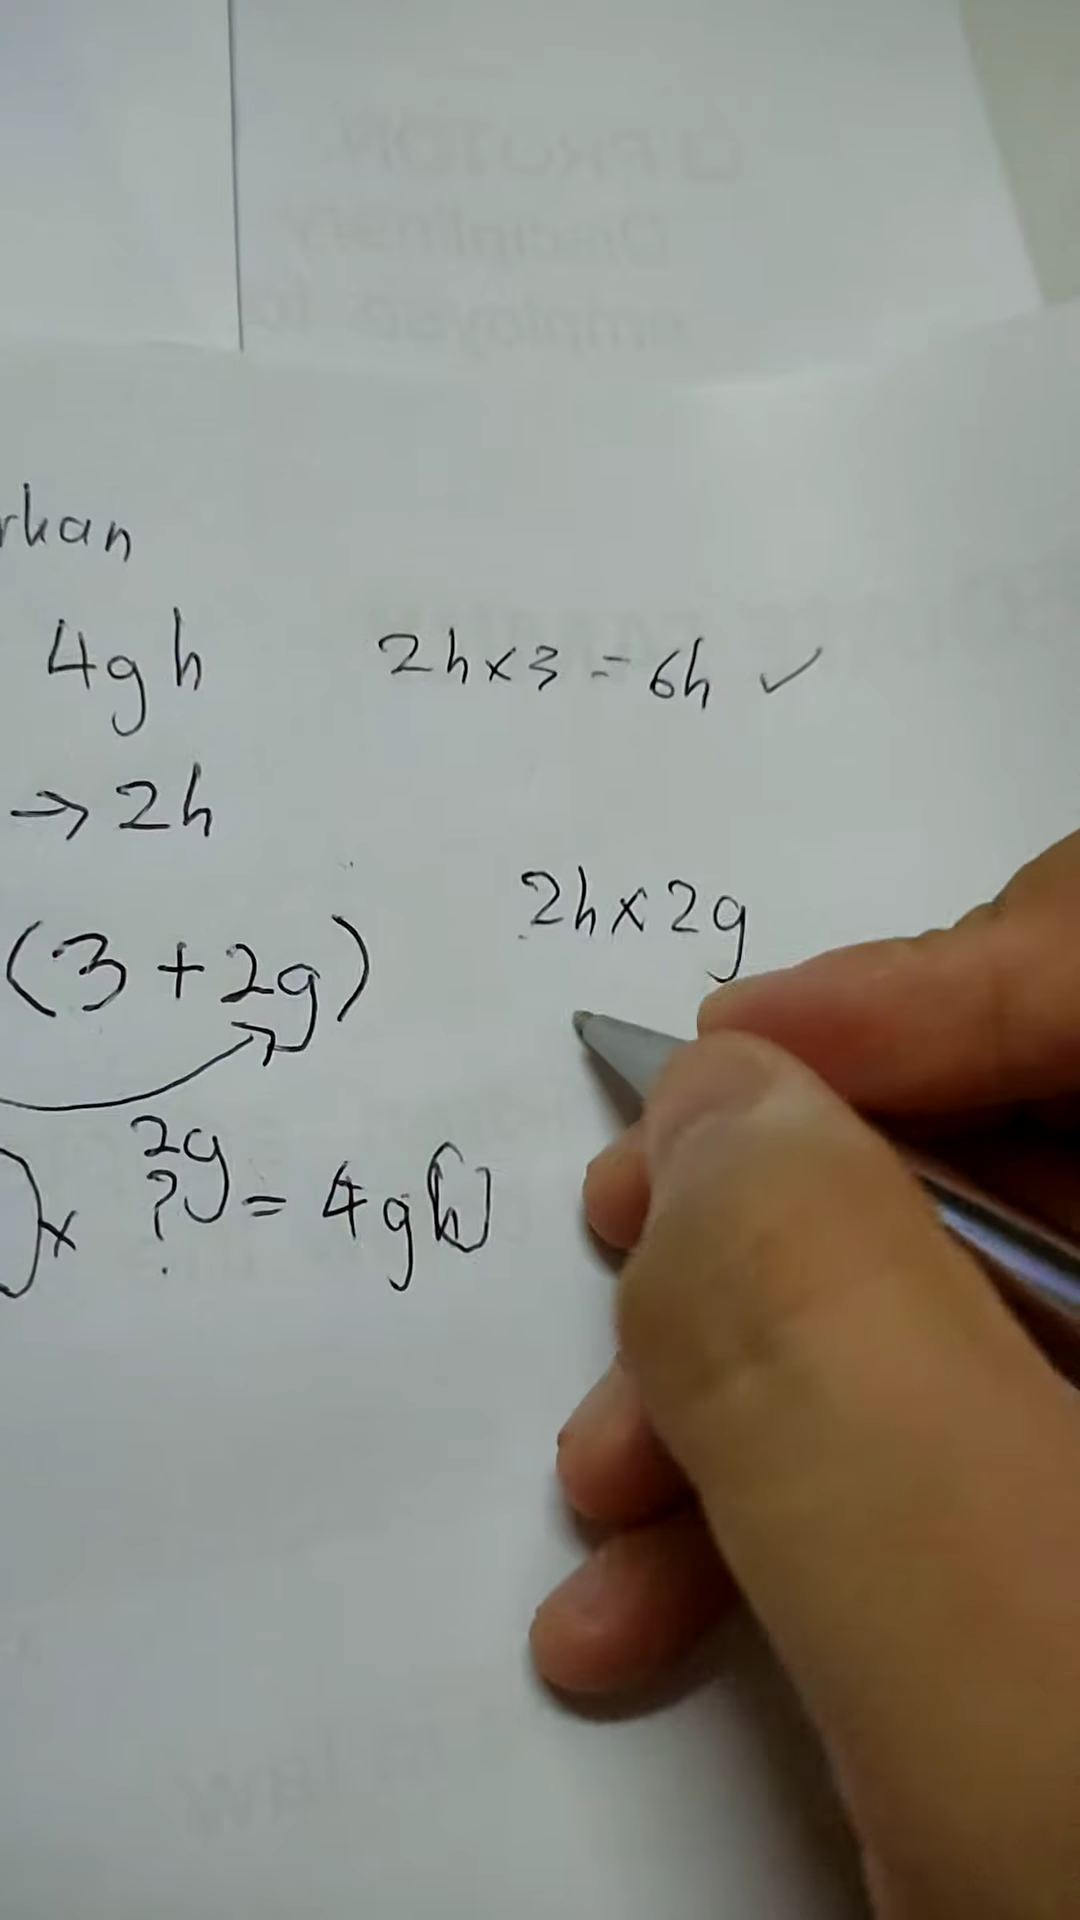 rkan
4gh 2h×3 = 6h ✓
→ 2h
2h×2g
(3+2g)
2g
)× ? = 4gh